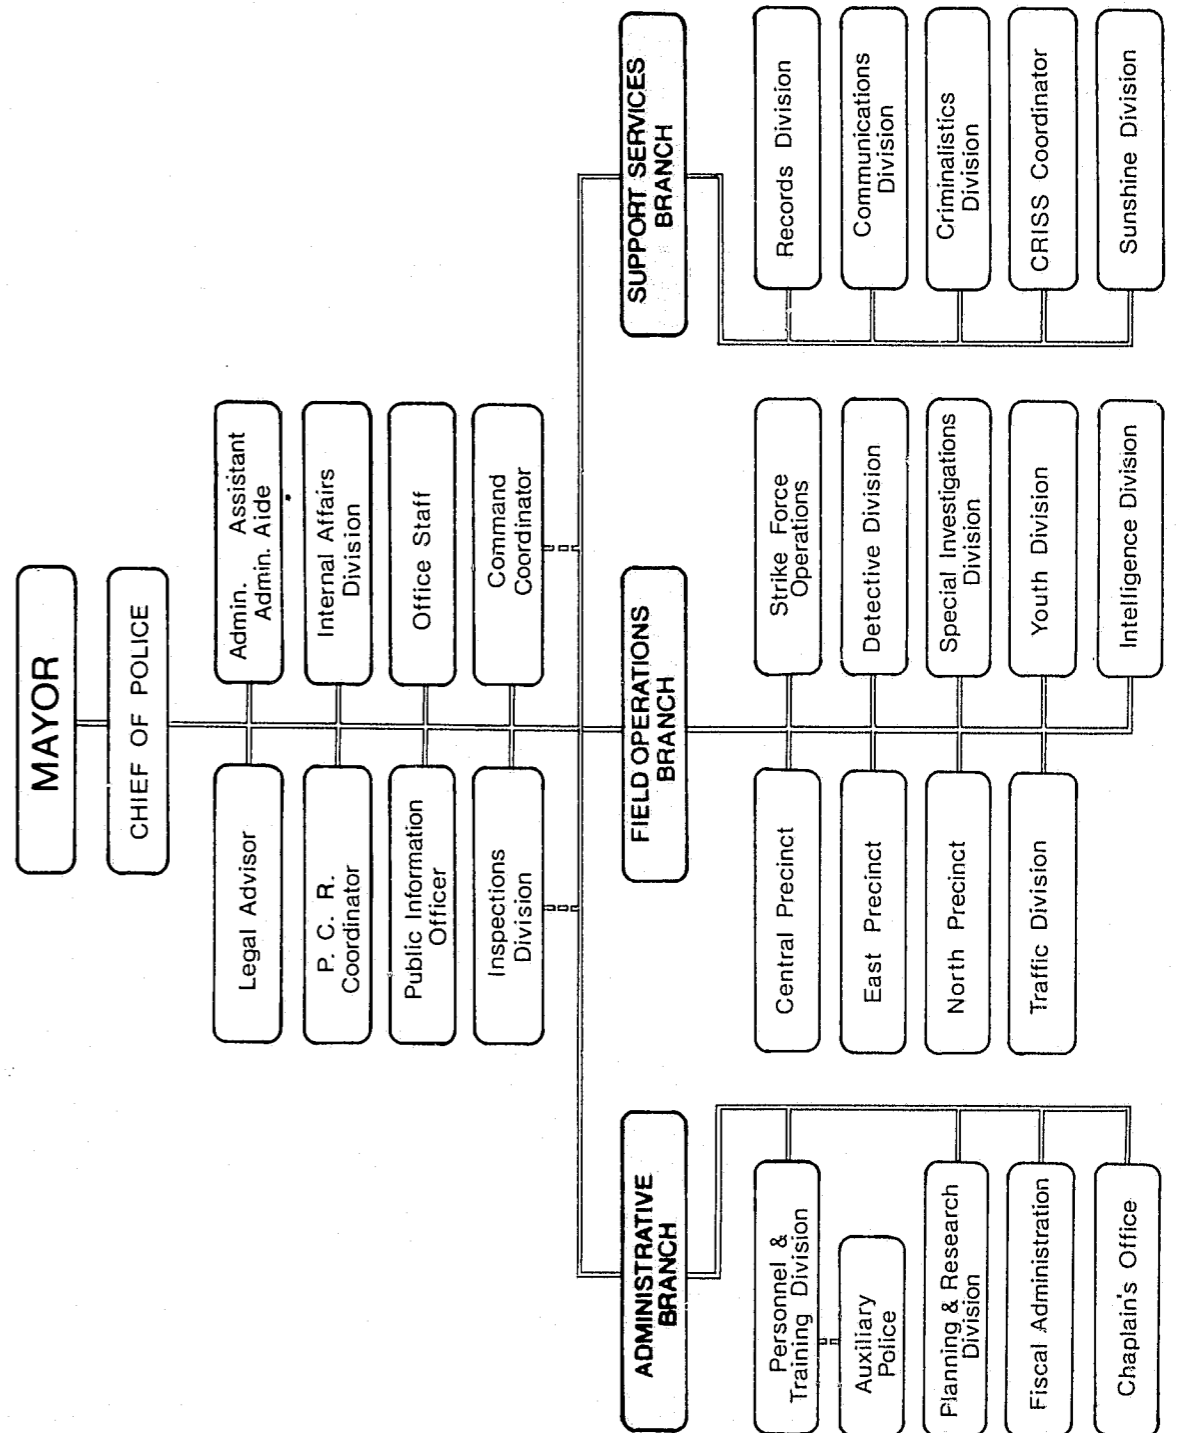 MAYOR
CHIEF OF POLICE
Legal Advisor
Admin. Assistant
Admin. Aide
P. C. R.
Coordinator
Internal Affairs
Division
Public Information
Officer
Office Staff
Inspections
Division
Command
Coordinator
ADMINISTRATIVE
BRANCH
Personnel &
Training Division
Auxiliary
Police
Planning & Research
Division
Fiscal Administration
Chaplain's Office
FIELD OPERATIONS
BRANCH
Central Precinct
East Precinct
North Precinct
Traffic Division
Strike Force
Operations
Detective Division
Special Investigations
Division
Youth Division
Intelligence Division
SUPPORT SERVICES
BRANCH
Records Division
Communications
Division
Criminalistics
Division
CRISS Coordinator
Sunshine Division